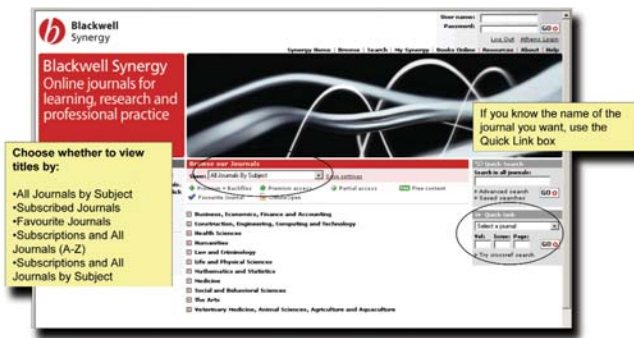 Blackwell
Synergy
User name:
Password:
GO
Log Out Athens Login
Synergy Home | Browse | Search | My Synergy | Books Online | Resources | About | Help
Blackwell Synergy
Online journals for
learning, research and
professional practice
If you know the name of the
journal you want, use the
Quick Link box
Choose whether to view
titles by:
•All Journals by Subject
•Subscribed Journals
•Favourite Journals
•Subscriptions and All
Journals (A-Z)
•Subscriptions and All
Journals by Subject
Browse our Journals
View: All Journals By Subject Save settings
Premium + Backfiles Premium access Partial access Free content
Favourite Journal OnlineOpen
Business, Economics, Finance and Accounting
Construction, Engineering, Computing and Technology
Health Sciences
Humanities
Law and Criminology
Life and Physical Sciences
Mathematics and Statistics
Medicine
Social and Behavioral Sciences
The Arts
Veterinary Medicine, Animal Sciences, Agriculture and Aquaculture
Quick Search
Search in all journals:
Advanced search GO
Saved searches
Quick Link
Select a journal
Vol: Issue: Page:
GO
Try crossref search